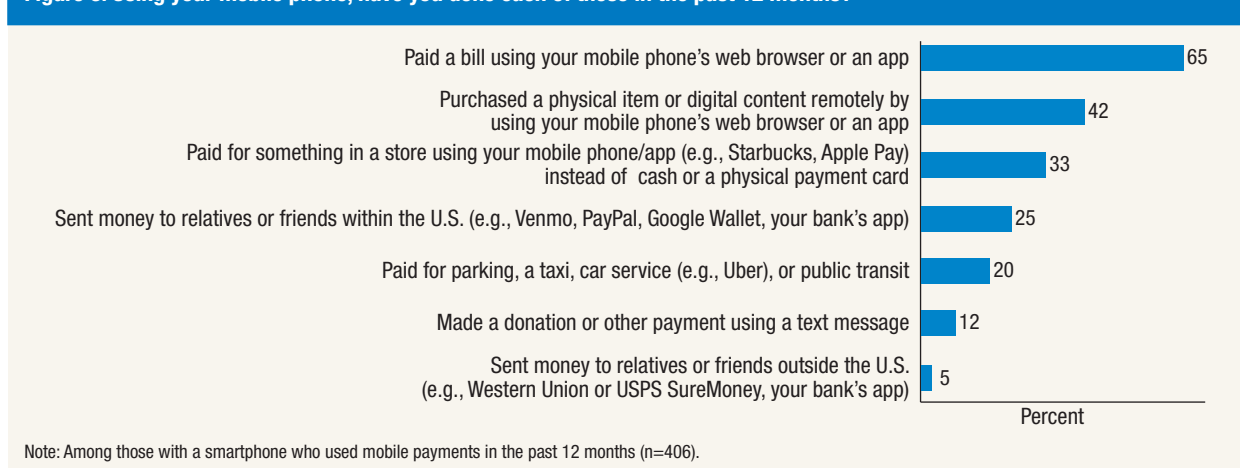 Paid a bill using your mobile phone's web browser or an app
65
Purchased a physical item or digital content remotely by
using your mobile phone's web browser or an app
42
Paid for something in a store using your mobile phone/app (e.g., Starbucks, Apple Pay)
instead of cash or a physical payment card
33
Sent money to relatives or friends within the U.S. (e.g., Venmo, PayPal, Google Wallet, your bank's app)
25
Paid for parking, a taxi, car service (e.g., Uber), or public transit
20
Made a donation or other payment using a text message
12
Sent money to relatives or friends outside the U.S.
(e.g., Western Union or USPS SureMoney, your bank's app)
5
Percent
Note: Among those with a smartphone who used mobile payments in the past 12 months (n=406).